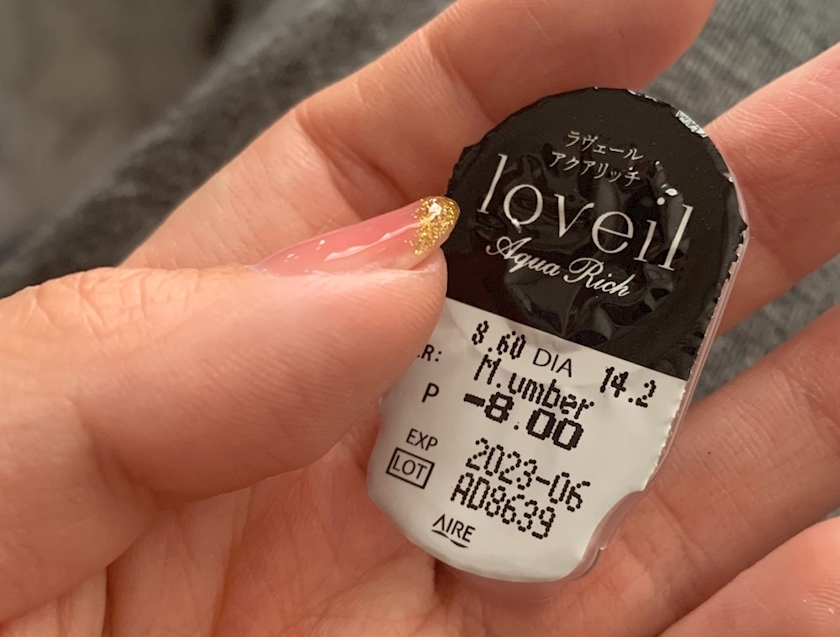 ラヴェール
アクアリッチ
loveil
Aqua Rich
8.60 DIA 14.2
R: M.umber
P -8.00
EXP 2023-06
LOT AD8639
AIRE